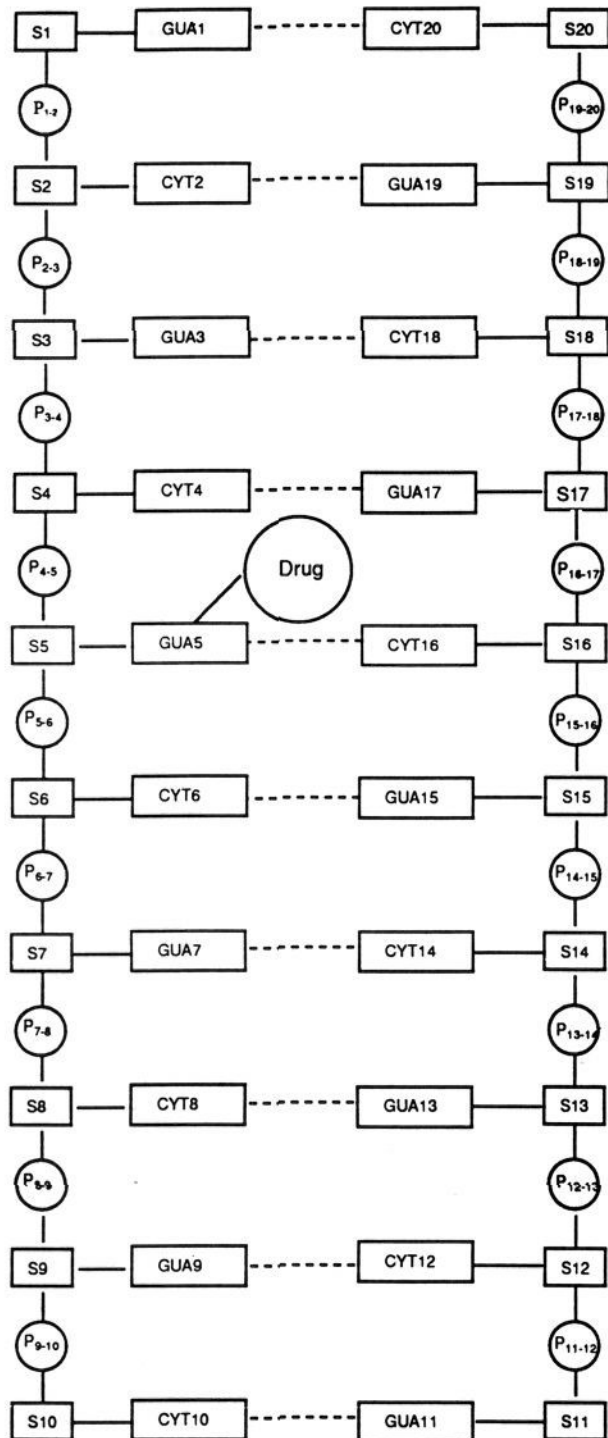 S1 GUA1 CYT20 S20
P1-2 P19-20
S2 CYT2 GUA19 S19
P2-3 P18-19
S3 GUA3 CYT18 S18
P3-4 P17-18
S4 CYT4 GUA17 S17
P4-5 Drug P16-17
S5 GUA5 CYT16 S16
P5-6 P15-16
S6 CYT6 GUA15 S15
P6-7 P14-15
S7 GUA7 CYT14 S14
P7-8 P13-14
S8 CYT8 GUA13 S13
P8-9 P12-13
S9 GUA9 CYT12 S12
P9-10 P11-12
S10 CYT10 GUA11 S11